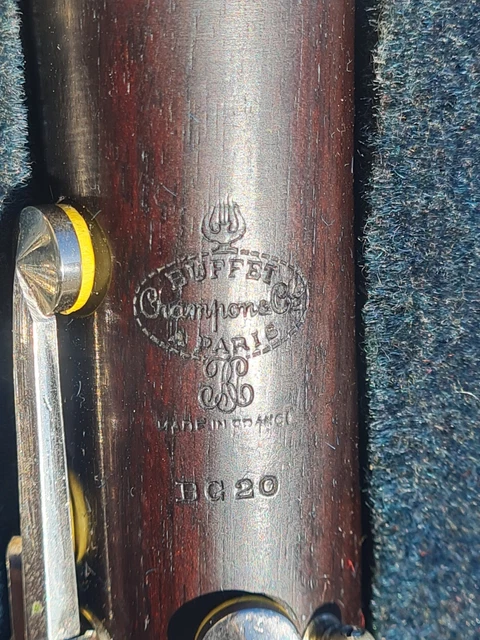 BUFFET
Crampon & Cie
A PARIS
MADE IN FRANCE
BC 20